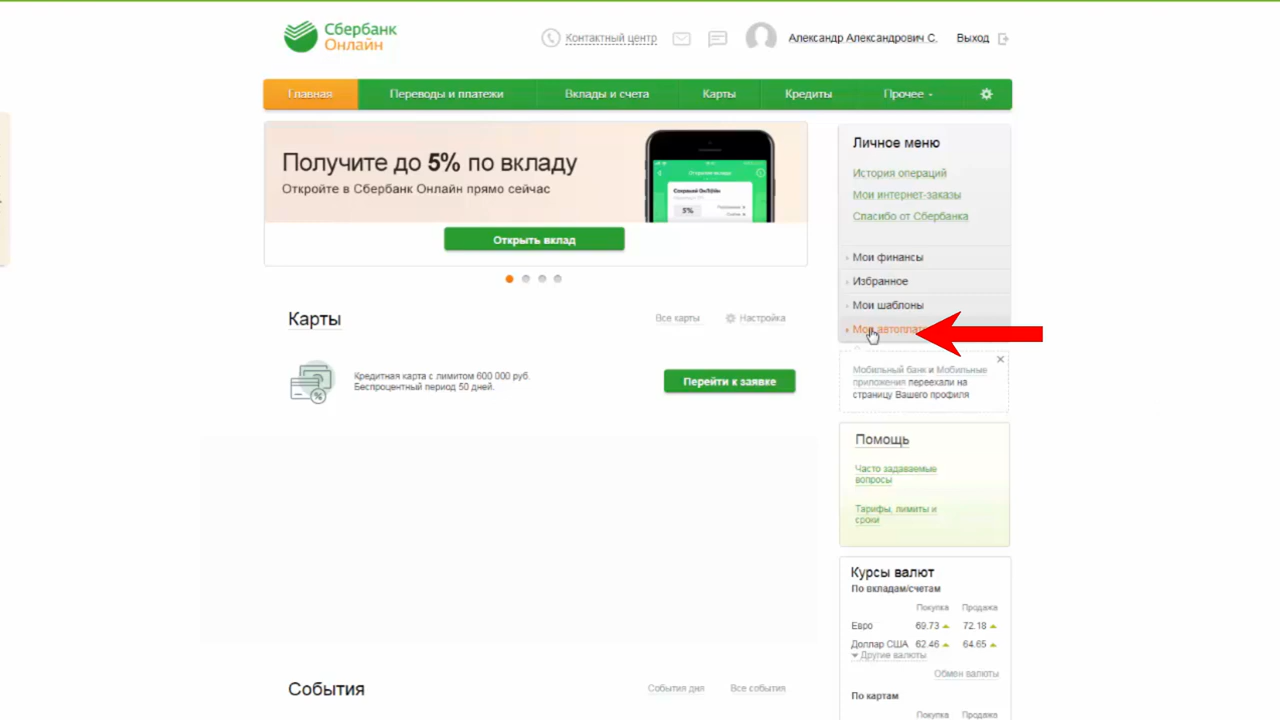 Сбербанк
Онлайн
Контактный центр
Александр Александрович С.
Выход
Главная
Переводы и платежи
Вклады и счета
Карты
Кредиты
Прочее
Получите до 5% по вкладу
Откройте в Сбербанк Онлайн прямо сейчас
5%
Открыть вклад
Карты
Все карты
Настройка
Кредитная карта с лимитом 600 000 руб.
Беспроцентный период 50 дней.
Перейти к заявке
События
События дня
Все события
Личное меню
История операций
Мои интернет-заказы
Спасибо от Сбербанка
Мои финансы
Избранное
Мои шаблоны
Мобильный банк и Мобильные
приложения переехали на
страницу Вашего профиля
Помощь
Часто задаваемые
вопросы
Тарифы, лимиты и
сроки
Курсы валют
По вкладам/счетам
Покупка Продажа
Евро 69.73 72.18
Доллар США 62.46 64.65
Другие валюты
Обмен валюты
По картам
Покупка Продажа